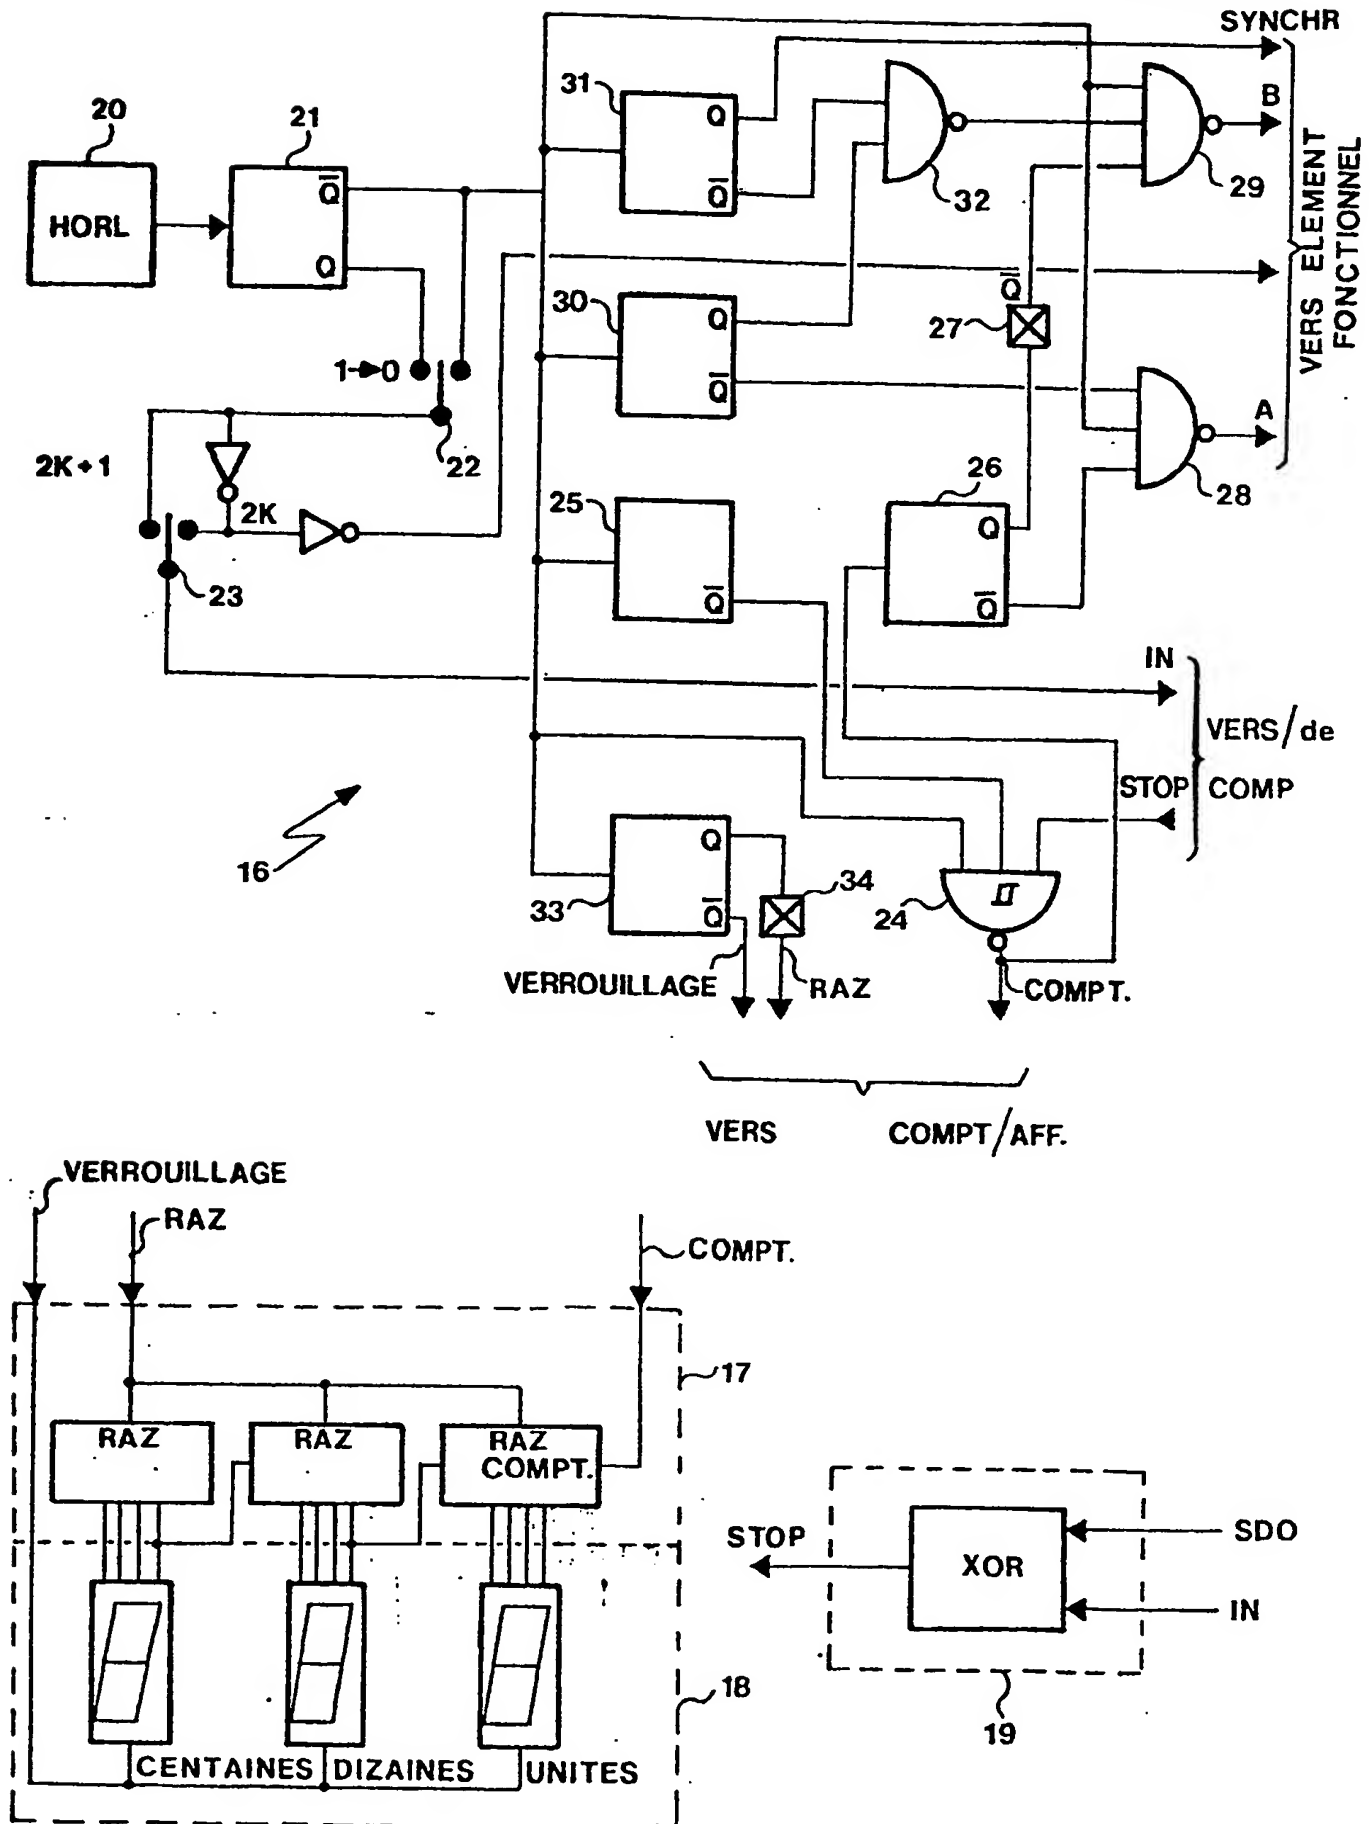 SYNCHR
31
Q
Q̅
32
B
29
20
21
HORL
Q̅
Q
VERS ELEMENT
FONCTIONNEL
30
Q
Q̅
Q̅
27
1→0
22
A
28
2K+1
2K
23
25
Q̅
26
Q
Q̅
IN
VERS/de
STOP
COMP
16
33
Q
Q̅
34
24
II
VERROUILLAGE
RAZ
COMPT.
VERS
COMPT/AFF.
VERROUILLAGE
RAZ
COMPT.
17
RAZ
RAZ
RAZ
COMPT.
STOP
XOR
SDO
IN
18
19
CENTAINES
DIZAINES
UNITES